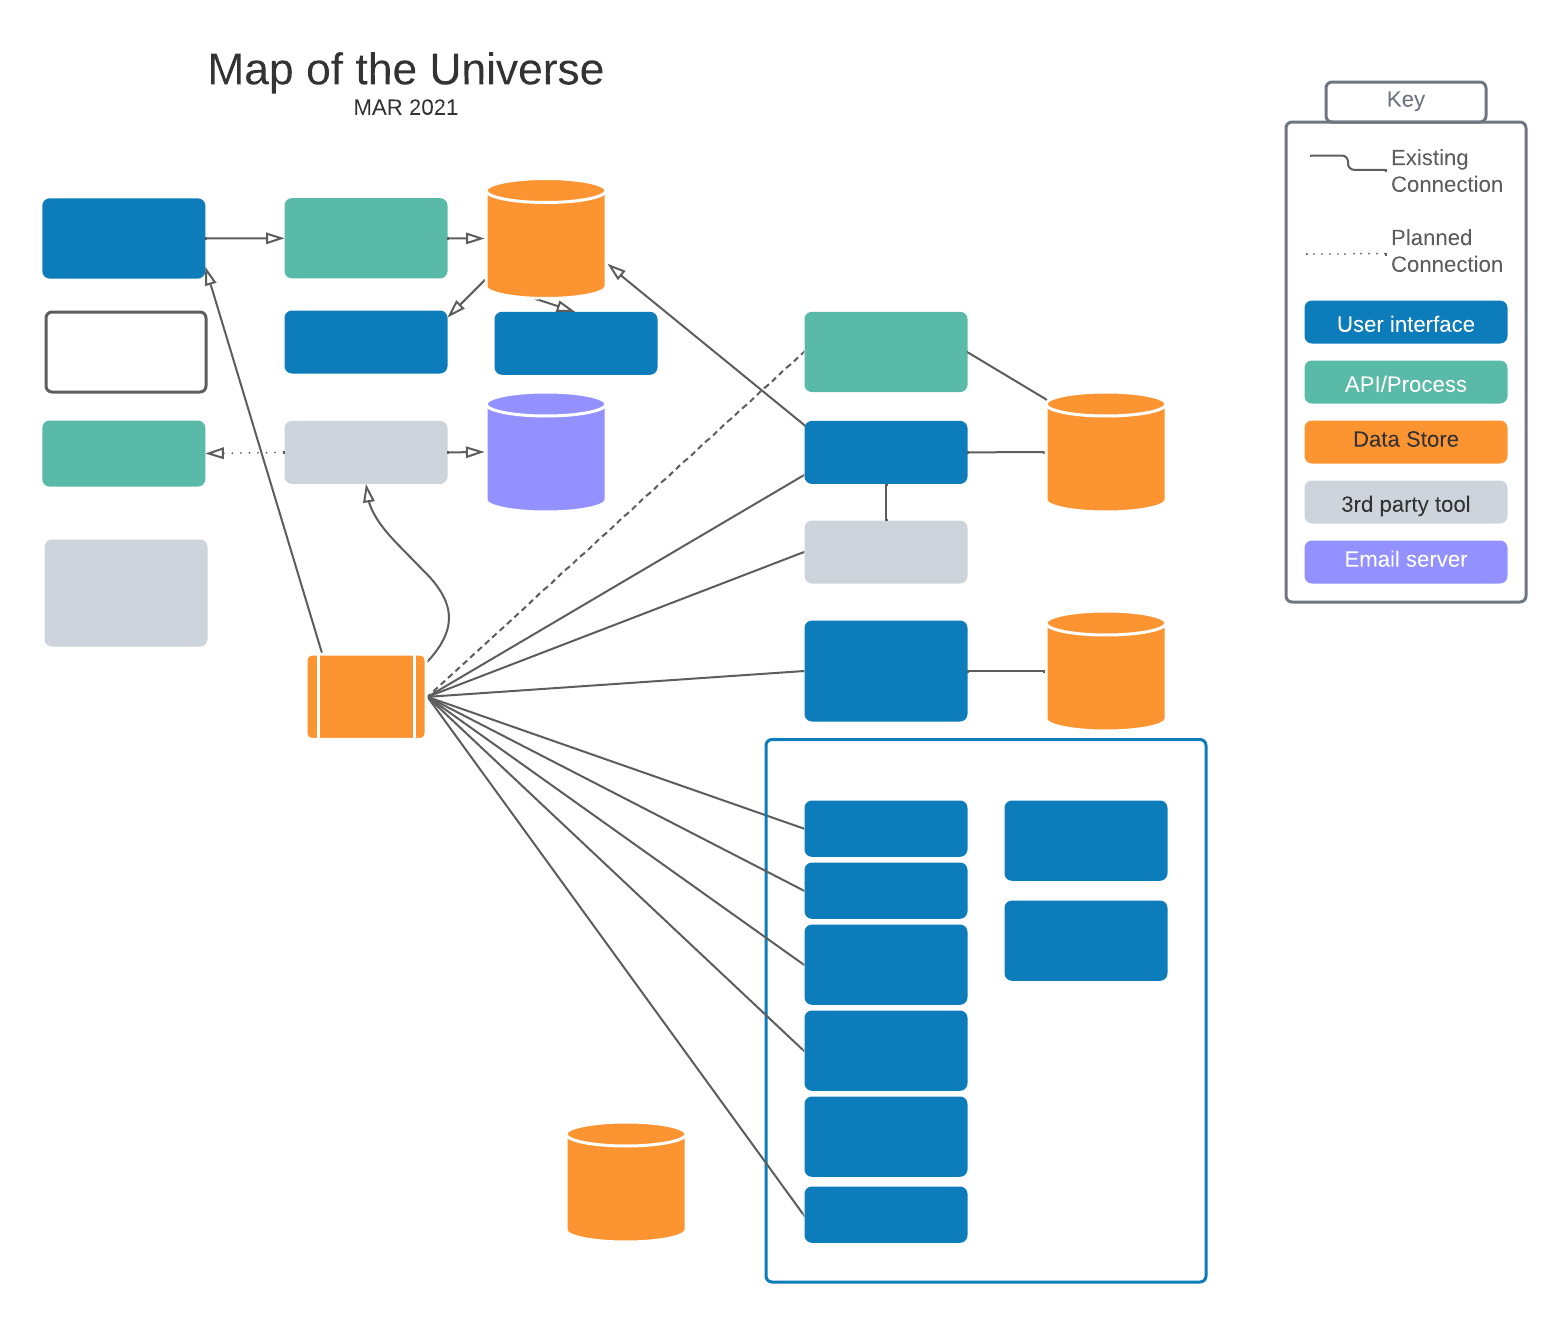 Map of the Universe
MAR 2021
Key
Existing
Connection
Planned
Connection
User interface
API/Process
Data Store
3rd party tool
Email server